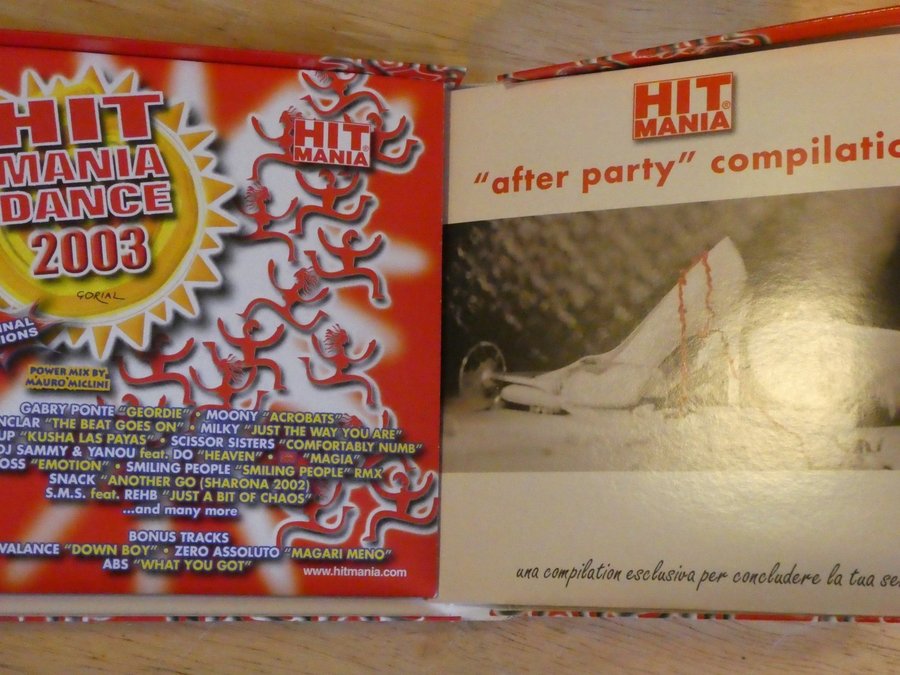 HIT
MANIA
DANCE
2003
GORIAL
HIT
MANIA
POWER MIX BY
MAURO MICLINI
GABRY PONTE "GEORDIE" • MOONY "ACROBATS"
NCLAR "THE BEAT GOES ON" • MILKY "JUST THE WAY YOU ARE"
UP "KUSHA LAS PAYAS" • SCISSOR SISTERS "COMFORTABLY NUMB"
DJ SAMMY & YANOU feat. DO "HEAVEN" • "MAGIA"
OSS "EMOTION" • SMILING PEOPLE "SMILING PEOPLE" RMX
SNACK "ANOTHER GO (SHARONA 2002)
S.M.S. feat. REHB "JUST A BIT OF CHAOS"
...and many more
BONUS TRACKS
VALANCE "DOWN BOY" • ZERO ASSOLUTO "MAGARI MENO"
ABS "WHAT YOU GOT"
www.hitmania.com
HIT®
MANIA
"after party" compilatio
una compilation esclusiva per concludere la tua se